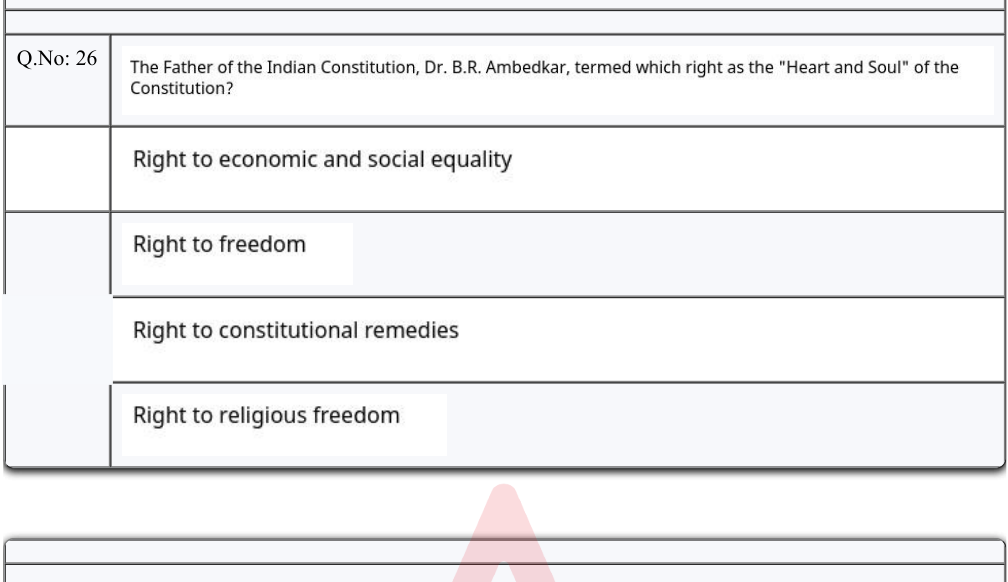 Q.No: 26
The Father of the Indian Constitution, Dr. B.R. Ambedkar, termed which right as the "Heart and Soul" of the
Constitution?
Right to economic and social equality
Right to freedom
Right to constitutional remedies
Right to religious freedom